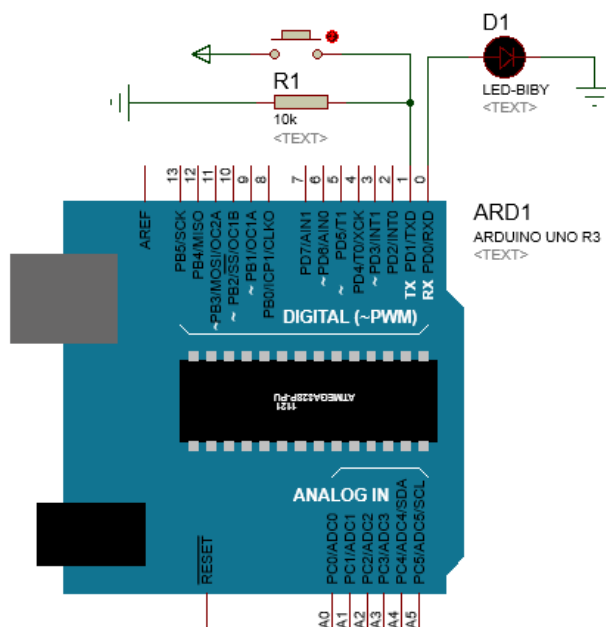 D1
LED-BIBY
<TEXT>
R1
10k
<TEXT>
13
12
11
10
9
8
7
6
5
4
3
2
1
0
ARD1
ARDUINO UNO R3
<TEXT>
AREF
PB5/SCK
PB4/MISO
~PB3/MOSI/OC2A
~PB2/SS/OC1B
~PB1/OC1A
PB0/ICP1/CLKO
PD7/AIN1
~PD6/AIN0
~PD5/T1
PD4/T0/XCK
~PD3/INT1
PD2/INT0
TX PD1/TXD
RX PD0/RXD
DIGITAL (~PWM)
ATMEGA328P-PU
1121
ANALOG IN
RESET
PC0/ADC0
PC1/ADC1
PC2/ADC2
PC3/ADC3
PC4/ADC4/SDA
PC5/ADC5/SCL
A0
A1
A2
A3
A4
A5